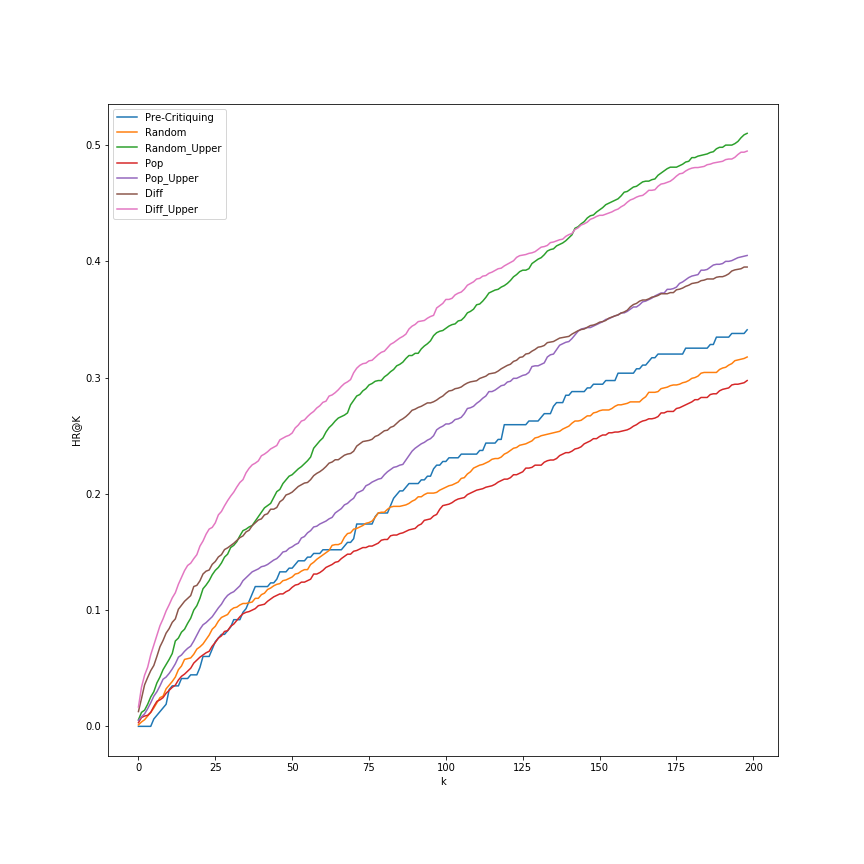 Pre-Critiquing
Random
Random_Upper
Pop
Pop_Upper
Diff
Diff_Upper
HR@K
0.5
0.4
0.3
0.2
0.1
0.0
0 25 50 75 100 125 150 175 200
k